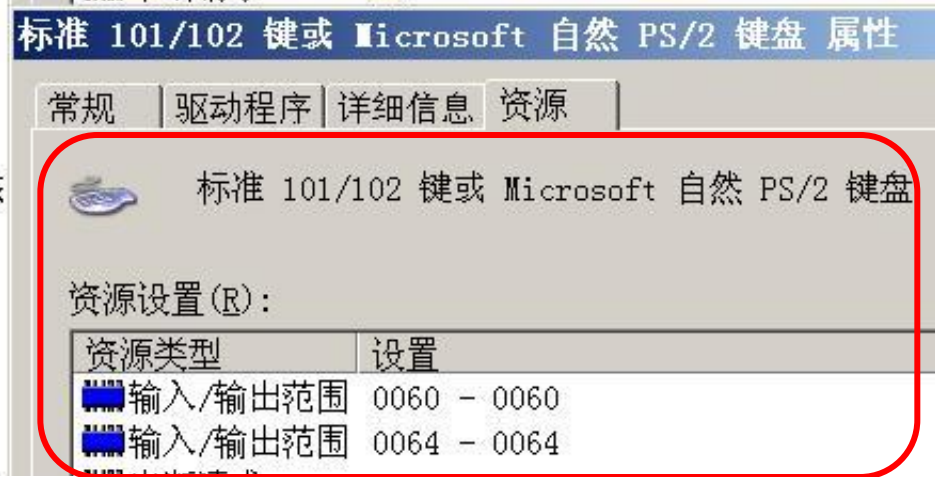 标准 101/102 键或 Microsoft 自然 PS/2 键盘 属性
常规 驱动程序 详细信息 资源
标准 101/102 键或 Microsoft 自然 PS/2 键盘
资源设置(R):
资源类型 设置
输入/输出范围 0060 - 0060
输入/输出范围 0064 - 0064